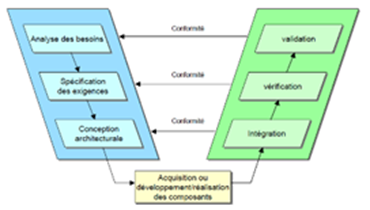 Analyse des besoins
Conformité
validation
Spécification
des exigences
Conformité
vérification
Conception
architecturale
Conformité
Intégration
Acquisition ou
développement/réalisation
des composants